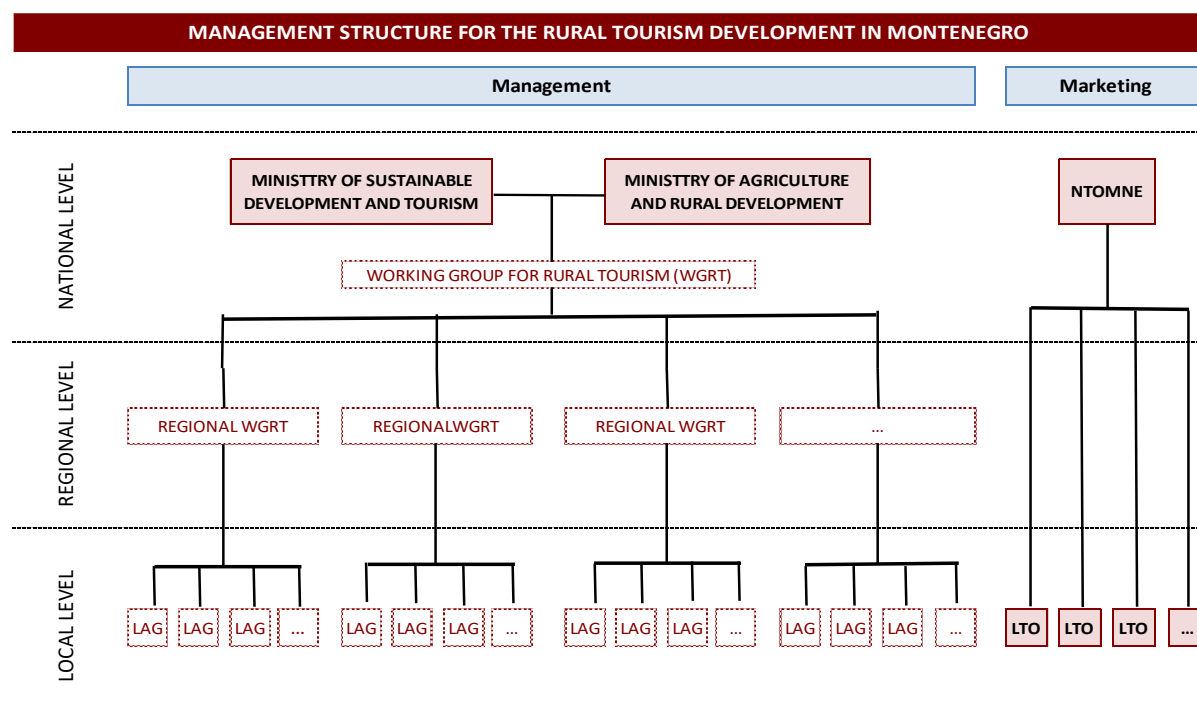 MANAGEMENT STRUCTURE FOR THE RURAL TOURISM DEVELOPMENT IN MONTENEGRO
Management
Marketing
NATIONAL LEVEL
MINISTTRY OF SUSTAINABLE
DEVELOPMENT AND TOURISM
MINISTTRY OF AGRICULTURE
AND RURAL DEVELOPMENT
NTOMNE
WORKING GROUP FOR RURAL TOURISM (WGRT)
REGIONAL LEVEL
REGIONAL WGRT
REGIONALWGRT
REGIONAL WGRT
...
LOCAL LEVEL
LAG
LAG
LAG
...
LAG
LAG
LAG
...
LAG
LAG
LAG
...
LAG
LAG
LAG
...
LTO
LTO
LTO
...